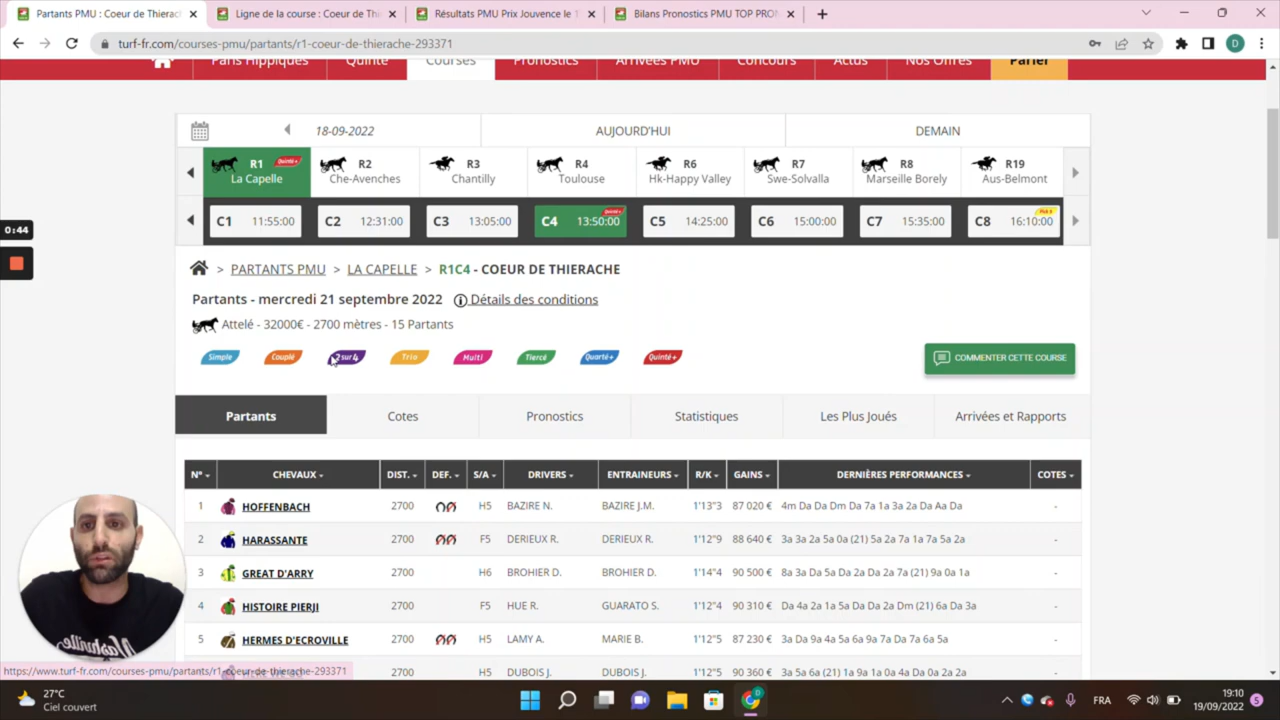 Partants PMU : Coeur de Thierach
Ligne de la course : Coeur de Th
Résultats PMU Prix Jouvence le 1
Bilans Pronostics PMU TOP PRON
turf-fr.com/courses-pmu/partants/r1-coeur-de-thierache-293371
Paris Hippiques Quinté Courses Pronostics Arrivées PMU Concours Actus Nos Offres Parier
18-09-2022 AUJOURD'HUI DEMAIN
R1 Quinté+ R2 R3 R4 R6 R7 R8 R19
La Capelle Che-Avenches Chantilly Toulouse Hk-Happy Valley Swe-Solvalla Marseille Borely Aus-Belmont
C1 11:55:00 C2 12:31:00 C3 13:05:00 C4 13:50:00 Quinté+ C5 14:25:00 C6 15:00:00 C7 15:35:00 C8 16:10:00
0:44
> PARTANTS PMU > LA CAPELLE > R1C4 - COEUR DE THIERACHE
Partants - mercredi 21 septembre 2022 Détails des conditions
Attelé - 32000€ - 2700 mètres - 15 Partants
Simple Couplé 2 sur 4 Trio Multi Tiercé Quarté+ Quinté+
COMMENTER CETTE COURSE
Partants Cotes Pronostics Statistiques Les Plus Joués Arrivées et Rapports
N° CHEVAUX DIST. DEF. S/A DRIVERS ENTRAINEURS R/K GAINS DERNIÈRES PERFORMANCES COTES
1 HOFFENBACH 2700 H5 BAZIRE N. BAZIRE J.M. 1'13"3 87 020 € 4m Da Da Dm Da 7a 1a 3a 2a Da Aa Da -
2 HARASSANTE 2700 F5 DERIEUX R. DERIEUX R. 1'12"9 88 640 € 3a 3a 2a 5a 0a (21) 5a 2a 7a 1a 7a 5a 2a -
3 GREAT D'ARRY 2700 H6 BROHIER D. BROHIER D. 1'14"4 90 500 € 8a 3a Da 5a Da 2a Da 7a (21) 9a 0a 1a -
4 HISTOIRE PIERJI 2700 F5 HUE R. GUARATO S. 1'12"4 90 310 € Da 4a 2a 1a 5a Da Da 2a Dm (21) 6a Da 3a -
5 HERMES D'ECROVILLE 2700 H5 LAMY A. MARIE B. 1'12"5 87 230 € 3a Da 9a 4a 5a 6a 9a 7a Da 7a 6a 5a -
2700 H5 DUBOIS J. DUBOIS J. 1'12"2 90 360 € 3a 5a 6a (21) 1a 9a 1a 0a 4a Da 0a 2a 2a -
https://www.turf-fr.com/courses-pmu/partants/r1-coeur-de-thierache-293371
Nashville
27°C
Ciel couvert
FRA
19:10
19/09/2022
5
D